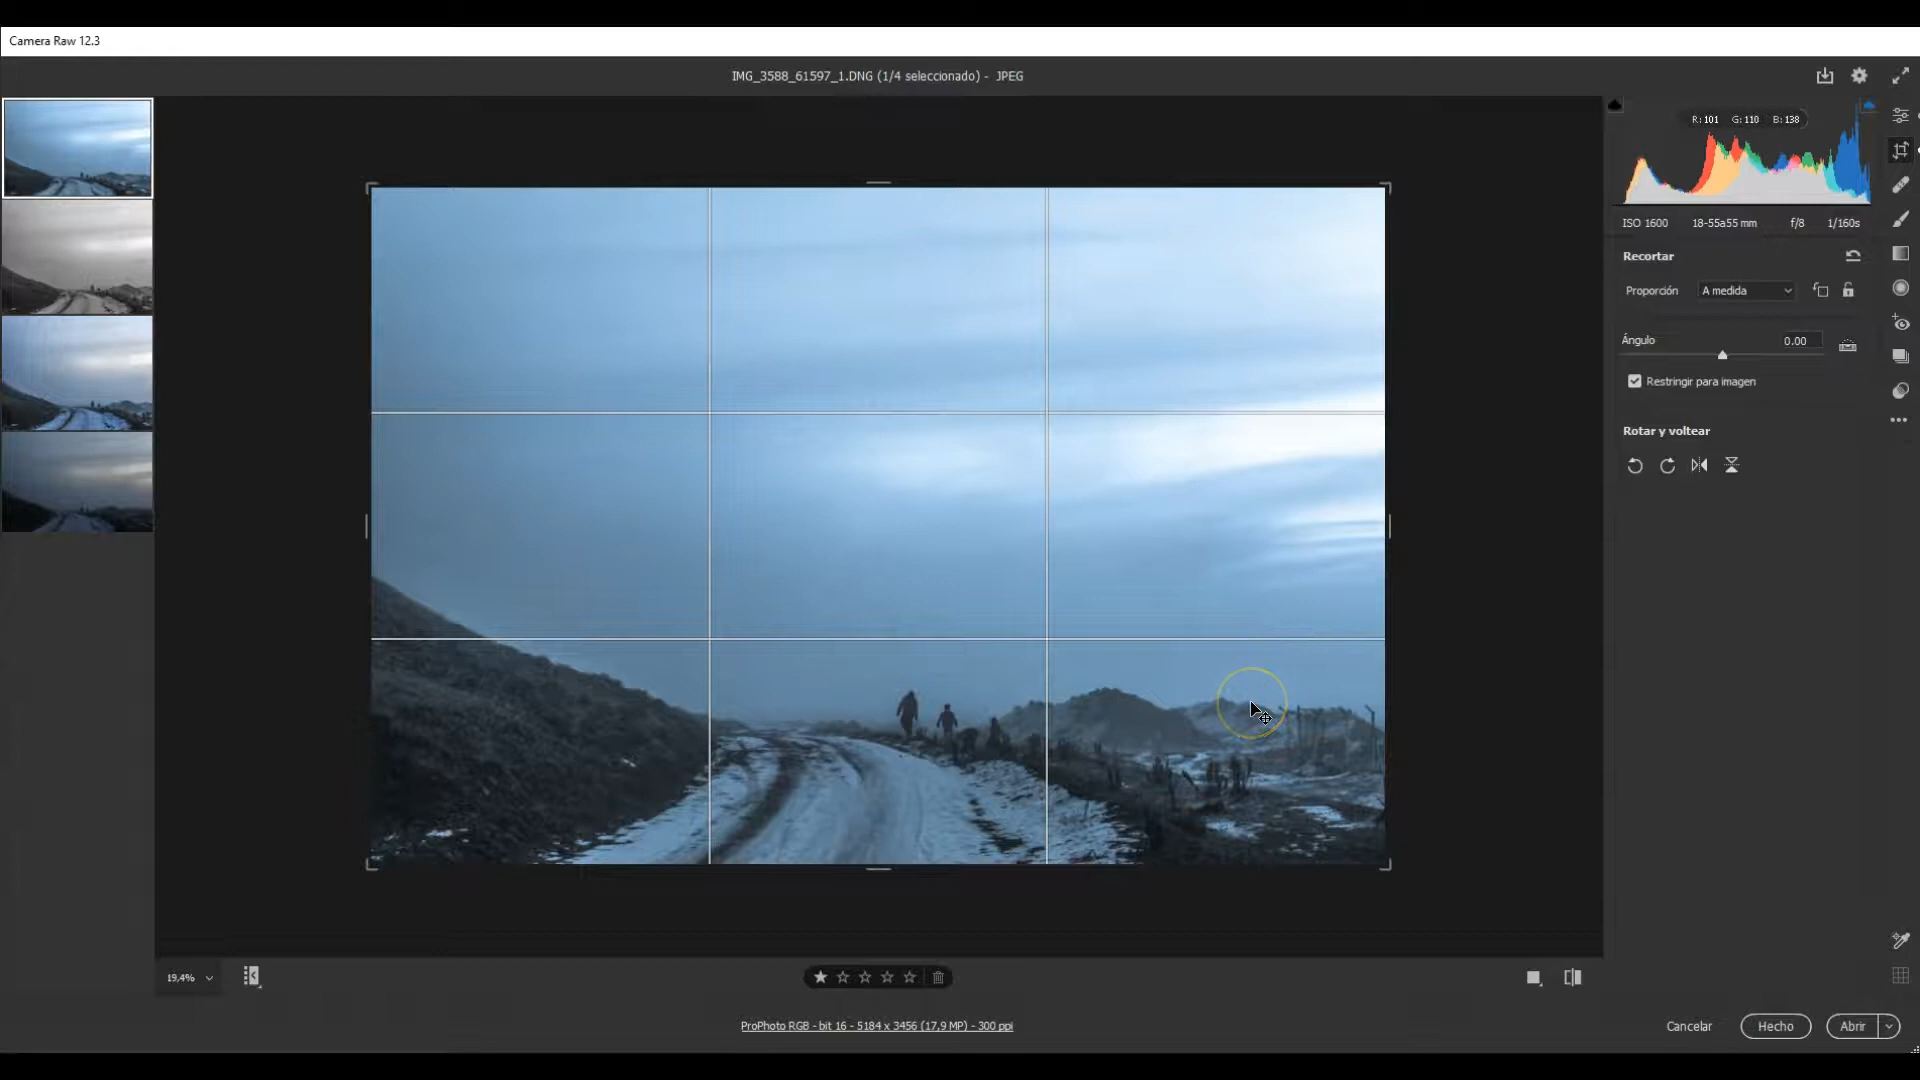 Camera Raw 12.3
IMG_3588_61597_1.DNG (1/4 seleccionado) - JPEG
R: 101 G: 110 B: 138
ISO 1600 18-55a55 mm f/8 1/160s
Recortar
Proporción A medida
Ángulo 0.00
Restringir para imagen
Rotar y voltear
19,4%
ProPhoto RGB - bit 16 - 5184 x 3456 (17,9 MP) - 300 ppi
Cancelar Hecho Abrir